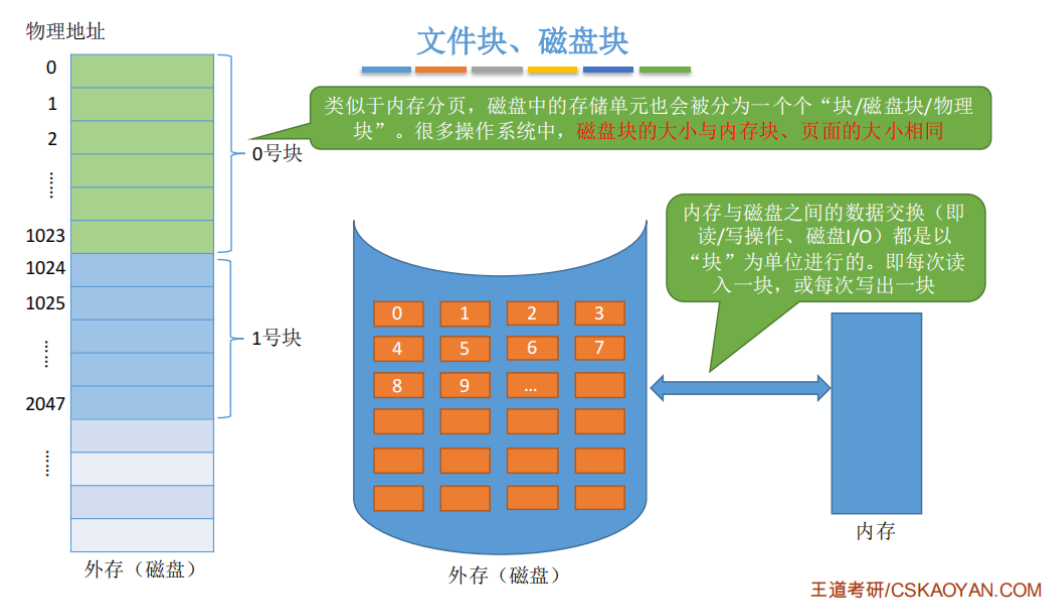 物理地址
文件块、磁盘块
0
1
2
……
1023
1024
1025
……
2047
……
0号块
1号块
外存（磁盘）
类似于内存分页，磁盘中的存储单元也会被分为一个个“块/磁盘块/物理
块”。很多操作系统中，磁盘块的大小与内存块、页面的大小相同
内存与磁盘之间的数据交换（即
读/写操作、磁盘I/O）都是以
“块”为单位进行的。即每次读
入一块，或每次写出一块
0 1 2 3
4 5 6 7
8 9 …
外存（磁盘）
内存
王道考研/CSKAOYAN.COM